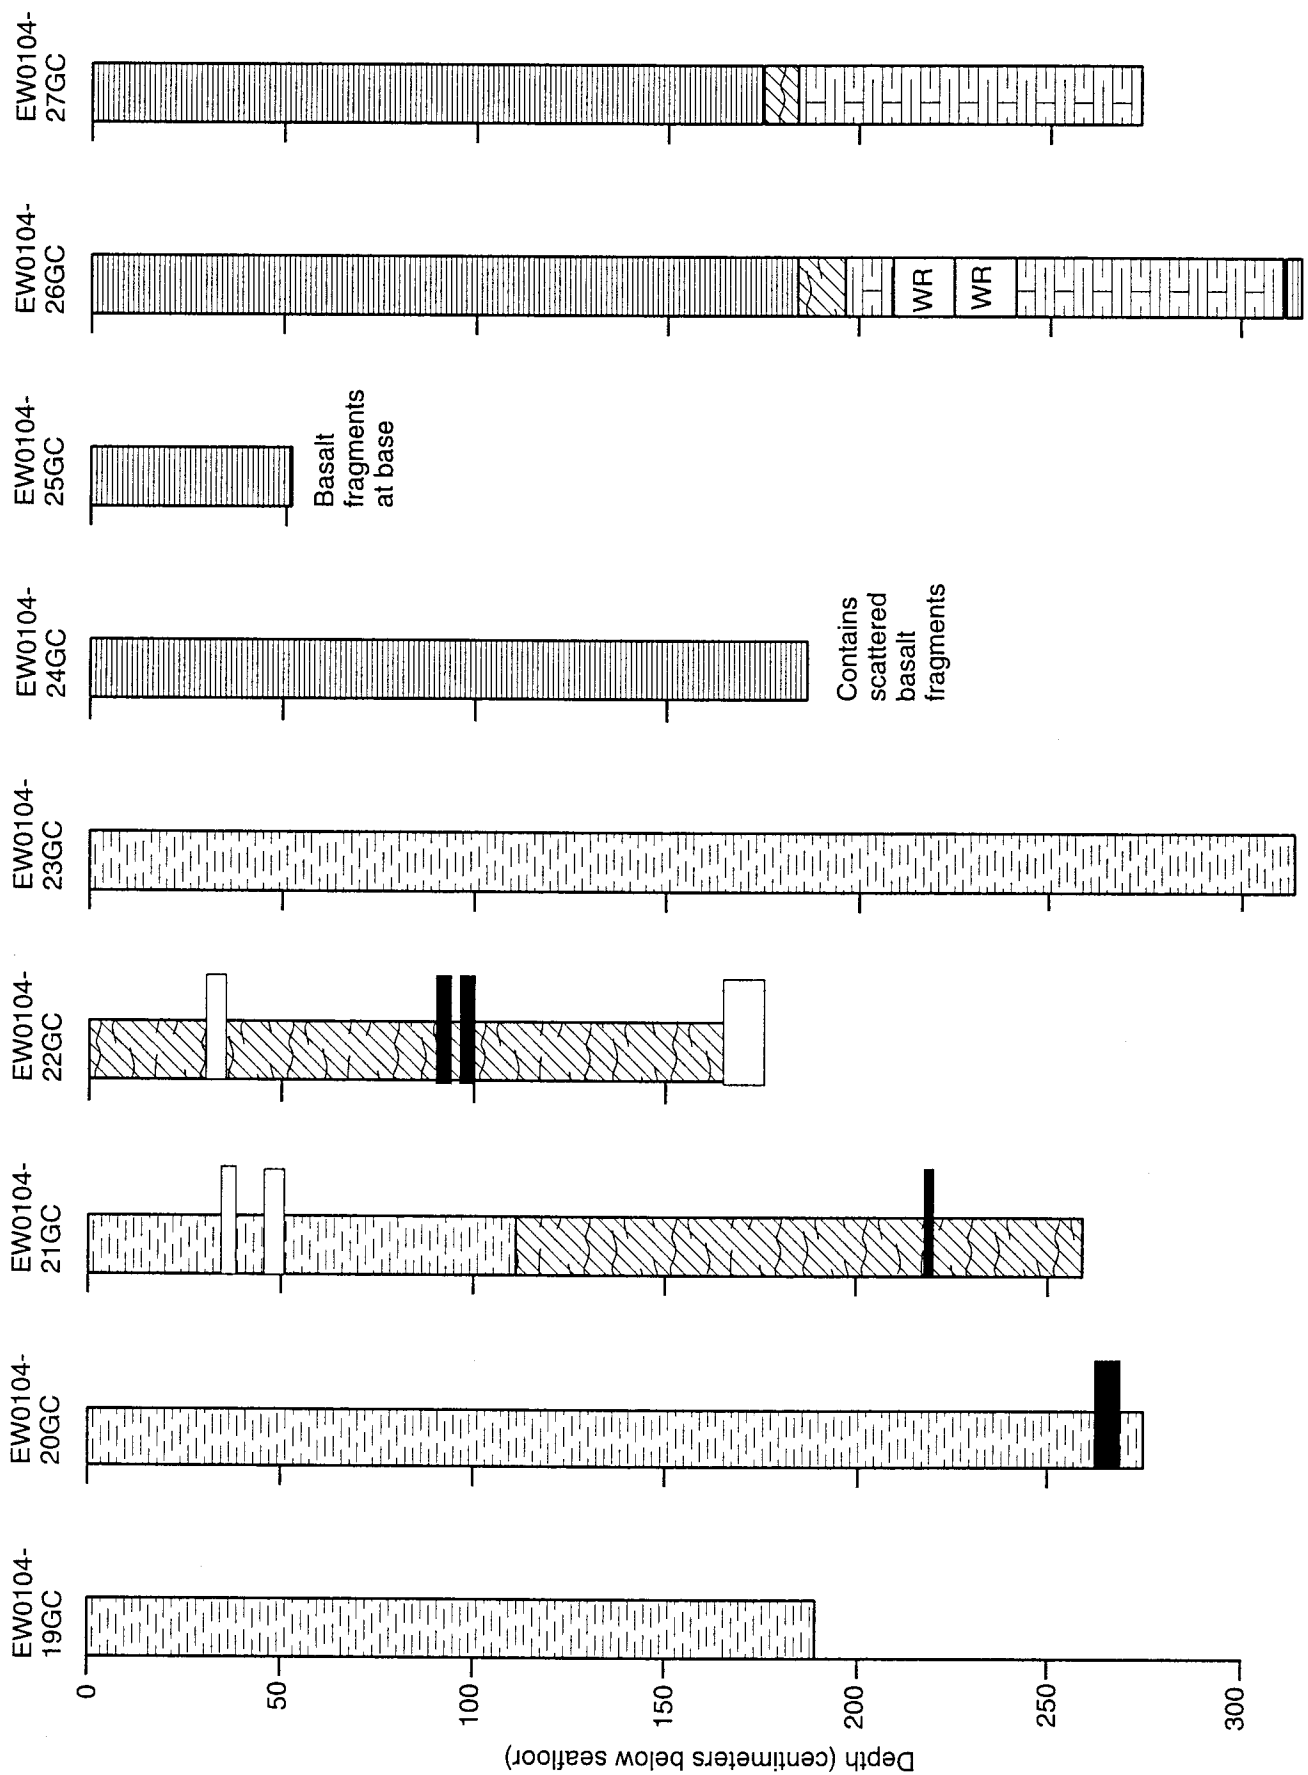 EW0104-
19GC
EW0104-
20GC
EW0104-
21GC
EW0104-
22GC
EW0104-
23GC
EW0104-
24GC
EW0104-
25GC
EW0104-
26GC
EW0104-
27GC
Depth (centimeters below seafloor)
0
50
100
150
200
250
300
Contains
scattered
basalt
fragments
Basalt
fragments
at base
WR
WR